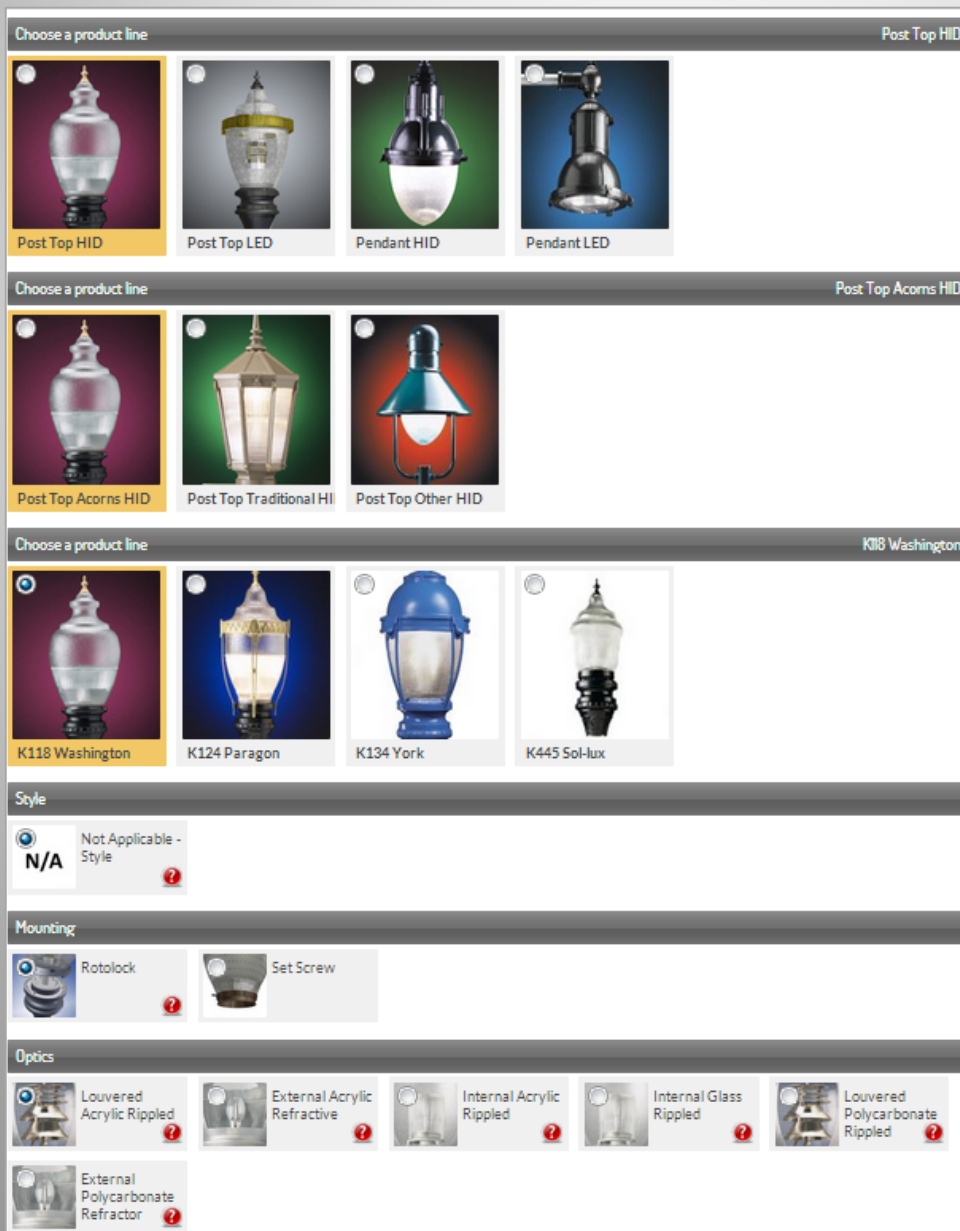 Choose a product line Post Top HID
Post Top HID Post Top LED Pendant HID Pendant LED
Choose a product line Post Top Acorns HID
Post Top Acorns HID Post Top Traditional HI Post Top Other HID
Choose a product line K118 Washington
K118 Washington K124 Paragon K134 York K445 Sol-lux
Style
N/A
Not Applicable -
Style
?
Mounting
Rotolock
?
Set Screw
Optics
Louvered
Acrylic Rippled
?
External Acrylic
Refractive
?
Internal Acrylic
Rippled
?
Internal Glass
Rippled
?
Louvered
Polycarbonate
Rippled
?
External
Polycarbonate
Refractor
?